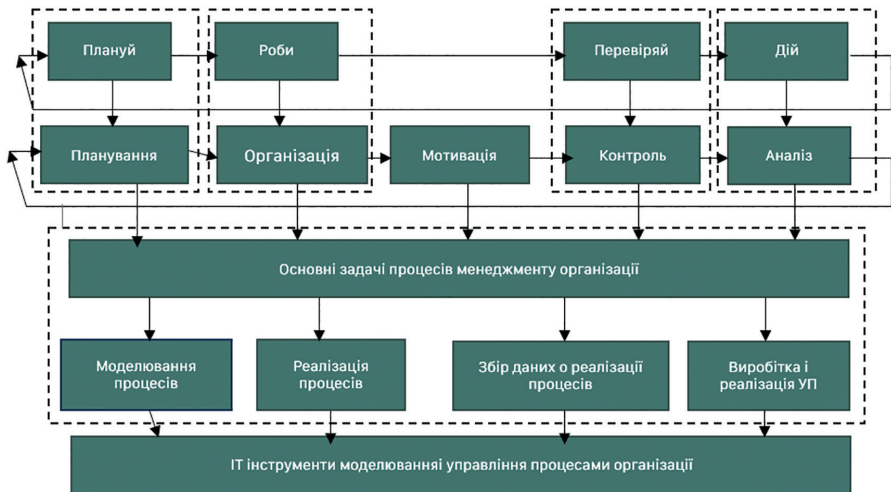 Плануй
Роби
Перевіряй
Дій
Планування
Організація
Мотивація
Контроль
Аналіз
Основні задачі процесів менеджменту організації
Моделювання
процесів
Реалізація
процесів
Збір даних о реалізації
процесів
Виробітка і
реалізація УП
ІТ інструменти моделюванняі управління процесами організації